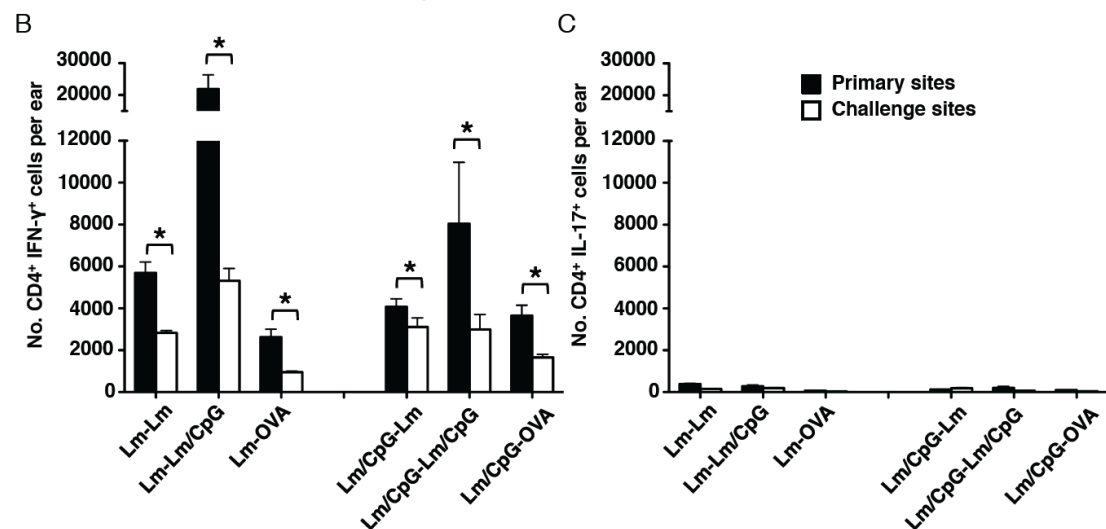 B
No. CD4⁺ IFN-γ⁺ cells per ear
30000
20000
12000
10000
8000
6000
4000
2000
0
*
*
*
*
*
*
Lm-Lm
Lm-Lm/CpG
Lm-OVA
Lm/CpG-Lm
Lm/CpG-Lm/CpG
Lm/CpG-OVA
C
No. CD4⁺ IL-17⁺ cells per ear
30000
20000
12000
10000
8000
6000
4000
2000
0
Primary sites
Challenge sites
Lm-Lm
Lm-Lm/CpG
Lm-OVA
Lm/CpG-Lm
Lm/CpG-Lm/CpG
Lm/CpG-OVA